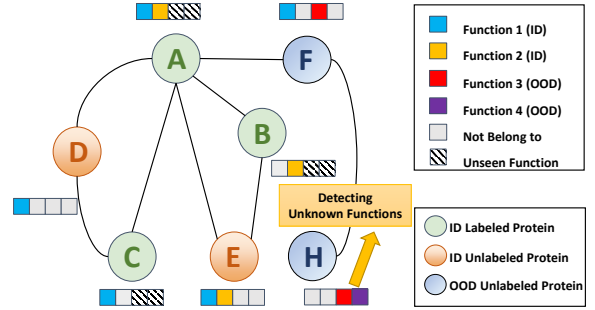 A
F
B
D
C
E
H
Detecting
Unknown Functions
Function 1 (ID)
Function 2 (ID)
Function 3 (OOD)
Function 4 (OOD)
Not Belong to
Unseen Function
ID Labeled Protein
ID Unlabeled Protein
OOD Unlabeled Protein